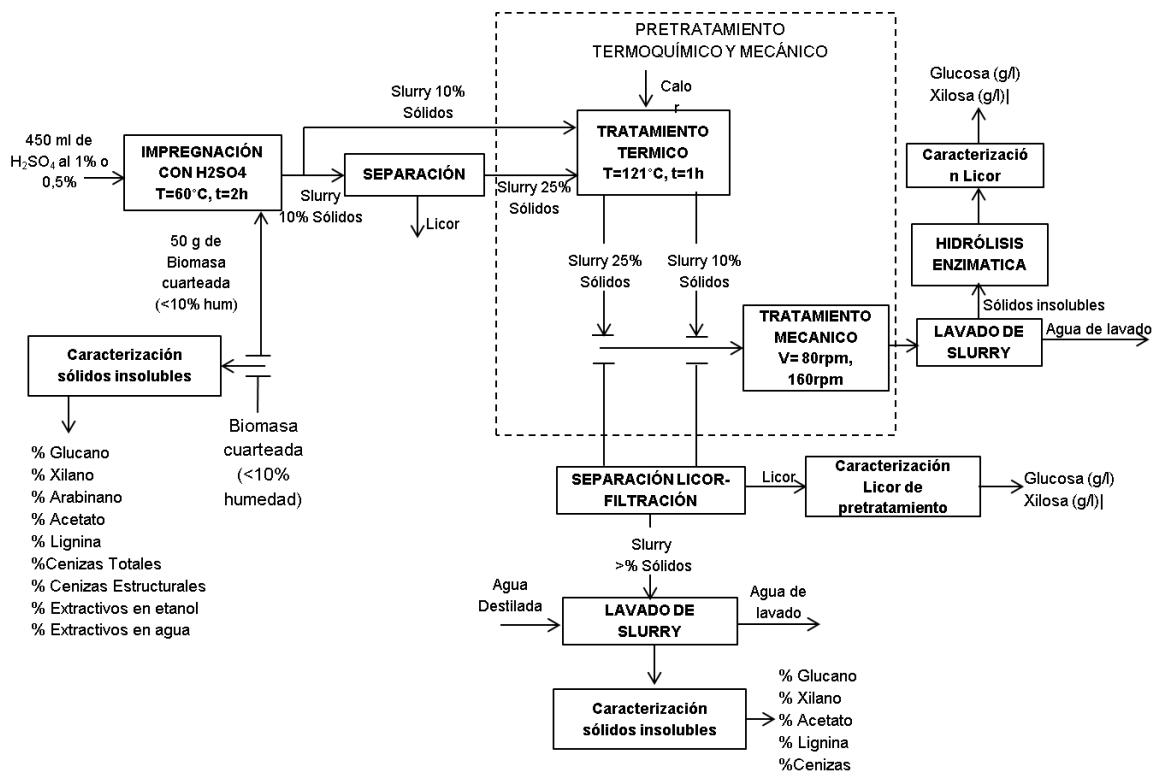 PRETRATAMIENTO
TERMOQUÍMICO Y MECÁNICO
Calo
r
Slurry 10%
Sólidos
450 ml de
H₂SO₄ al 1% o
0,5%
IMPREGNACIÓN
CON H2SO4
T=60°C, t=2h
Slurry
10% Sólidos
SEPARACIÓN
Licor
Slurry 25%
Sólidos
TRATAMIENTO
TERMICO
T=121°C, t=1h
Slurry 25%
Sólidos
Slurry 10%
Sólidos
TRATAMIENTO
MECANICO
V= 80rpm,
160rpm
Glucosa (g/l)
Xilosa (g/l)|
Caracterizació
n Licor
HIDRÓLISIS
ENZIMATICA
Sólidos insolubles
LAVADO DE
SLURRY
Agua de lavado
50 g de
Biomasa
cuarteada
(<10% hum)
Caracterización
sólidos insolubles
Biomasa
cuarteada
(<10%
humedad)
% Glucano
% Xilano
% Arabinano
% Acetato
% Lignina
%Cenizas Totales
% Cenizas Estructurales
% Extractivos en etanol
% Extractivos en agua
SEPARACIÓN LICOR-
FILTRACIÓN
Licor
Caracterización
Licor de
pretratamiento
Glucosa (g/l)
Xilosa (g/l)|
Slurry
>% Sólidos
Agua
Destilada
LAVADO DE
SLURRY
Agua de
lavado
Caracterización
sólidos insolubles
% Glucano
% Xilano
% Acetato
% Lignina
%Cenizas